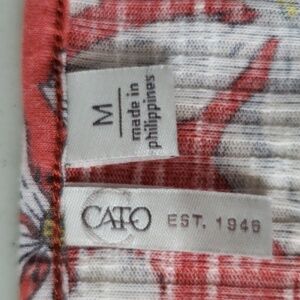 M
made in
philippines
CATO EST. 1946